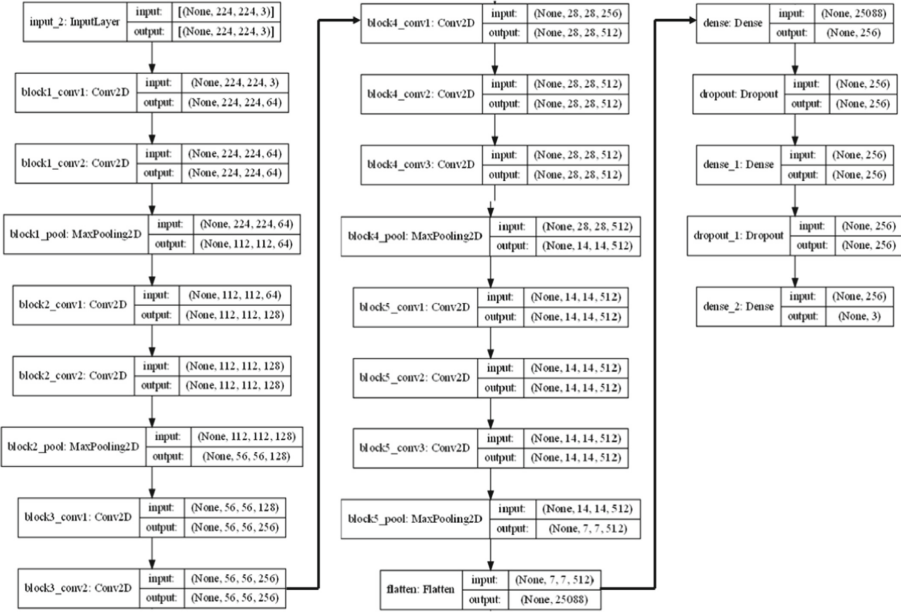 input_2: InputLayer
input: [(None, 224, 224, 3)]
output: [(None, 224, 224, 3)]
block1_conv1: Conv2D
input: (None, 224, 224, 3)
output: (None, 224, 224, 64)
block1_conv2: Conv2D
input: (None, 224, 224, 64)
output: (None, 224, 224, 64)
block1_pool: MaxPooling2D
input: (None, 224, 224, 64)
output: (None, 112, 112, 64)
block2_conv1: Conv2D
input: (None, 112, 112, 64)
output: (None, 112, 112, 128)
block2_conv2: Conv2D
input: (None, 112, 112, 128)
output: (None, 112, 112, 128)
block2_pool: MaxPooling2D
input: (None, 112, 112, 128)
output: (None, 56, 56, 128)
block3_conv1: Conv2D
input: (None, 56, 56, 128)
output: (None, 56, 56, 256)
block3_conv2: Conv2D
input: (None, 56, 56, 256)
output: (None, 56, 56, 256)
block4_conv1: Conv2D
input: (None, 28, 28, 256)
output: (None, 28, 28, 512)
block4_conv2: Conv2D
input: (None, 28, 28, 512)
output: (None, 28, 28, 512)
block4_conv3: Conv2D
input: (None, 28, 28, 512)
output: (None, 28, 28, 512)
block4_pool: MaxPooling2D
input: (None, 28, 28, 512)
output: (None, 14, 14, 512)
block5_conv1: Conv2D
input: (None, 14, 14, 512)
output: (None, 14, 14, 512)
block5_conv2: Conv2D
input: (None, 14, 14, 512)
output: (None, 14, 14, 512)
block5_conv3: Conv2D
input: (None, 14, 14, 512)
output: (None, 14, 14, 512)
block5_pool: MaxPooling2D
input: (None, 14, 14, 512)
output: (None, 7, 7, 512)
flatten: Flatten
input: (None, 7, 7, 512)
output: (None, 25088)
dense: Dense
input: (None, 25088)
output: (None, 256)
dropout: Dropout
input: (None, 256)
output: (None, 256)
dense_1: Dense
input: (None, 256)
output: (None, 256)
dropout_1: Dropout
input: (None, 256)
output: (None, 256)
dense_2: Dense
input: (None, 256)
output: (None, 3)